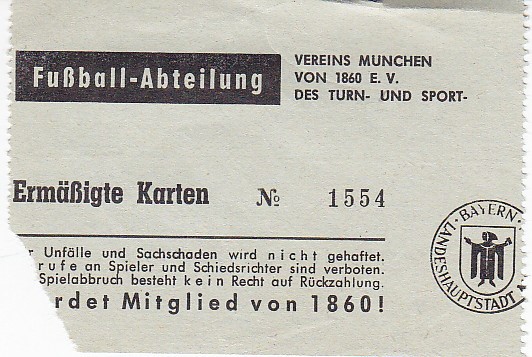 Fußball-Abteilung
VEREINS MUNCHEN
VON 1860 E. V.
DES TURN- UND SPORT-
Ermäßigte Karten № 1554
r Unfälle und Sachschaden wird nicht gehaftet.
rufe an Spieler und Schiedsrichter sind verboten.
Spielabbruch besteht kein Recht auf Rückzahlung.
rdet Mitglied von 1860!
BAYERN·
LANDESHAUPTSTADT